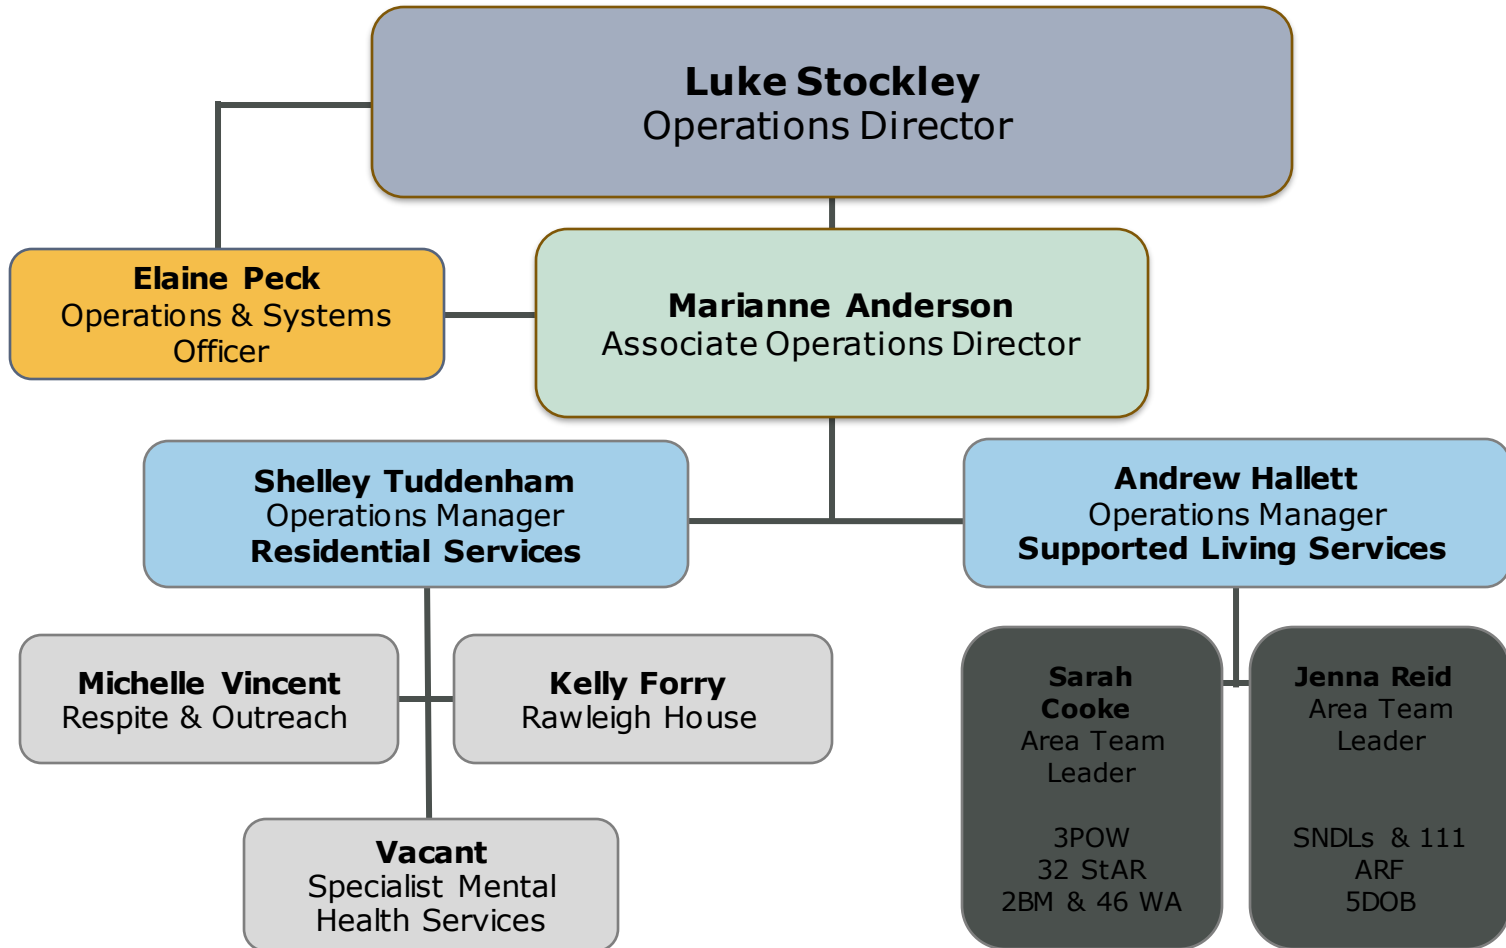 Luke Stockley
Operations Director
Elaine Peck
Operations & Systems
Officer
Marianne Anderson
Associate Operations Director
Shelley Tuddenham
Operations Manager
Residential Services
Andrew Hallett
Operations Manager
Supported Living Services
Michelle Vincent
Respite & Outreach
Kelly Forry
Rawleigh House
Vacant
Specialist Mental
Health Services
Sarah
Cooke
Area Team
Leader
3POW
32 StAR
2BM & 46 WA
Jenna Reid
Area Team
Leader
SNDLs & 111
ARF
5DOB